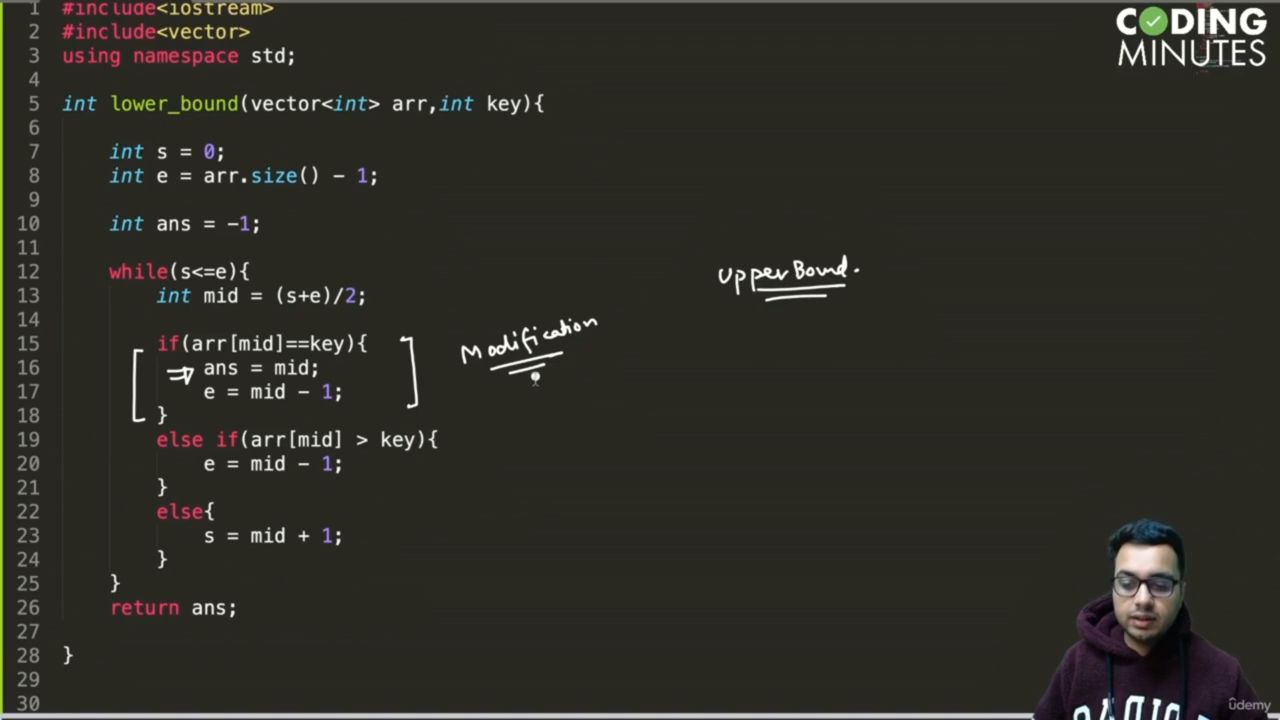 1 #include<iostream>
2 #include<vector>
3 using namespace std;
4
5 int lower_bound(vector<int> arr,int key){
6
7 int s = 0;
8 int e = arr.size() - 1;
9
10 int ans = -1;
11
12 while(s<=e){
13 int mid = (s+e)/2;
14
15 if(arr[mid]==key){
16 ans = mid;
17 e = mid - 1;
18 }
19 else if(arr[mid] > key){
20 e = mid - 1;
21 }
22 else{
23 s = mid + 1;
24 }
25 }
26 return ans;
27
28 }
29
30
Upper Bound.
Modification
CODING
MINUTES
ûdemy